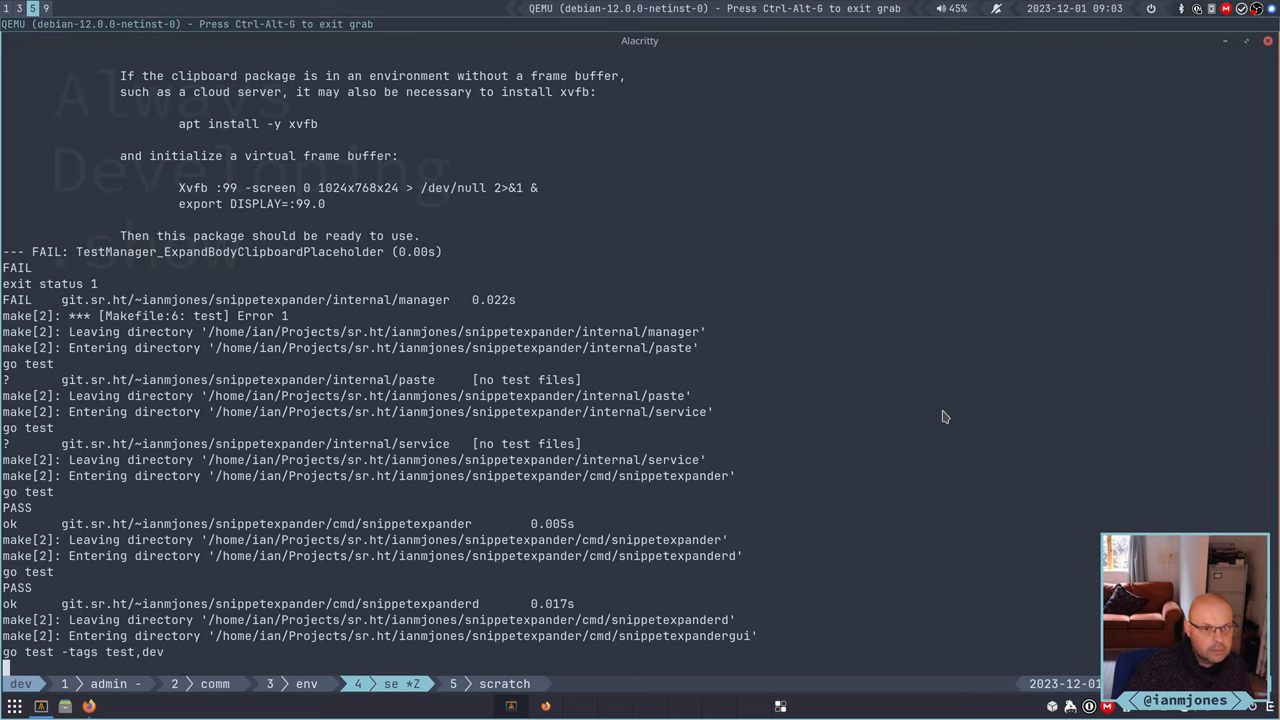 1 3 5 9
QEMU (debian-12.0.0-netinst-0) - Press Ctrl-Alt-G to exit grab
45%
2023-12-01 09:03
QEMU (debian-12.0.0-netinst-0) - Press Ctrl-Alt-G to exit grab
Alacritty
Always
Developing
.show
If the clipboard package is in an environment without a frame buffer,
such as a cloud server, it may also be necessary to install xvfb:
apt install -y xvfb
and initialize a virtual frame buffer:
Xvfb :99 -screen 0 1024x768x24 > /dev/null 2>&1 &
export DISPLAY=:99.0
Then this package should be ready to use.
--- FAIL: TestManager_ExpandBodyClipboardPlaceholder (0.00s)
FAIL
exit status 1
FAIL    git.sr.ht/~ianmjones/snippetexpander/internal/manager   0.022s
make[2]: *** [Makefile:6: test] Error 1
make[2]: Leaving directory '/home/ian/Projects/sr.ht/ianmjones/snippetexpander/internal/manager'
make[2]: Entering directory '/home/ian/Projects/sr.ht/ianmjones/snippetexpander/internal/paste'
go test
?       git.sr.ht/~ianmjones/snippetexpander/internal/paste     [no test files]
make[2]: Leaving directory '/home/ian/Projects/sr.ht/ianmjones/snippetexpander/internal/paste'
make[2]: Entering directory '/home/ian/Projects/sr.ht/ianmjones/snippetexpander/internal/service'
go test
?       git.sr.ht/~ianmjones/snippetexpander/internal/service   [no test files]
make[2]: Leaving directory '/home/ian/Projects/sr.ht/ianmjones/snippetexpander/internal/service'
make[2]: Entering directory '/home/ian/Projects/sr.ht/ianmjones/snippetexpander/cmd/snippetexpander'
go test
PASS
ok      git.sr.ht/~ianmjones/snippetexpander/cmd/snippetexpander        0.005s
make[2]: Leaving directory '/home/ian/Projects/sr.ht/ianmjones/snippetexpander/cmd/snippetexpander'
make[2]: Entering directory '/home/ian/Projects/sr.ht/ianmjones/snippetexpander/cmd/snippetexpanderd'
go test
PASS
ok      git.sr.ht/~ianmjones/snippetexpander/cmd/snippetexpanderd       0.017s
make[2]: Leaving directory '/home/ian/Projects/sr.ht/ianmjones/snippetexpander/cmd/snippetexpanderd'
make[2]: Entering directory '/home/ian/Projects/sr.ht/ianmjones/snippetexpander/cmd/snippetexpandergui'
go test -tags test,dev
dev 1 admin - 2 comm 3 env 4 se *Z 5 scratch 2023-12-01
@ianmjones